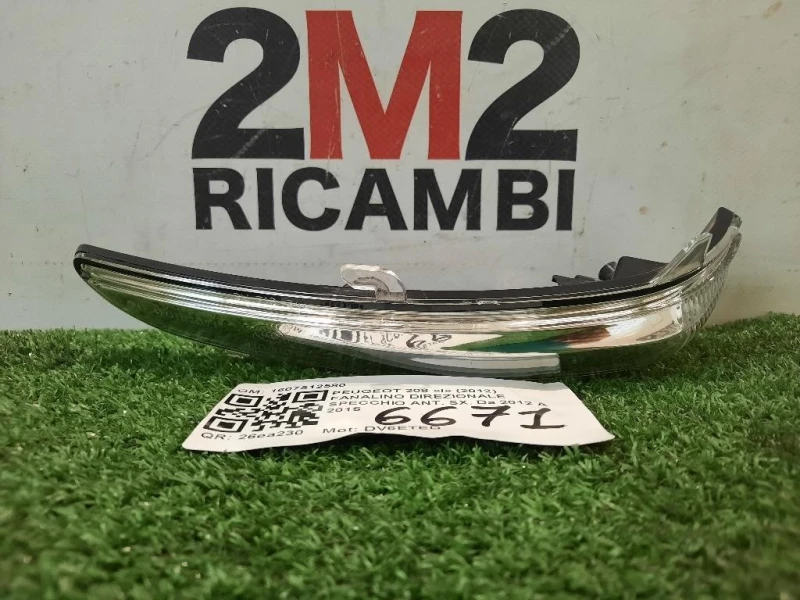 2M2
RICAMBI
OM: 1607512580
PEUGEOT 208 s/s (2012)
FANALINO DIREZIONALE
SPECCHIO ANT. SX. Da 2012 A
2015
QR: 26ea230
Mot: DV6ETED
6671